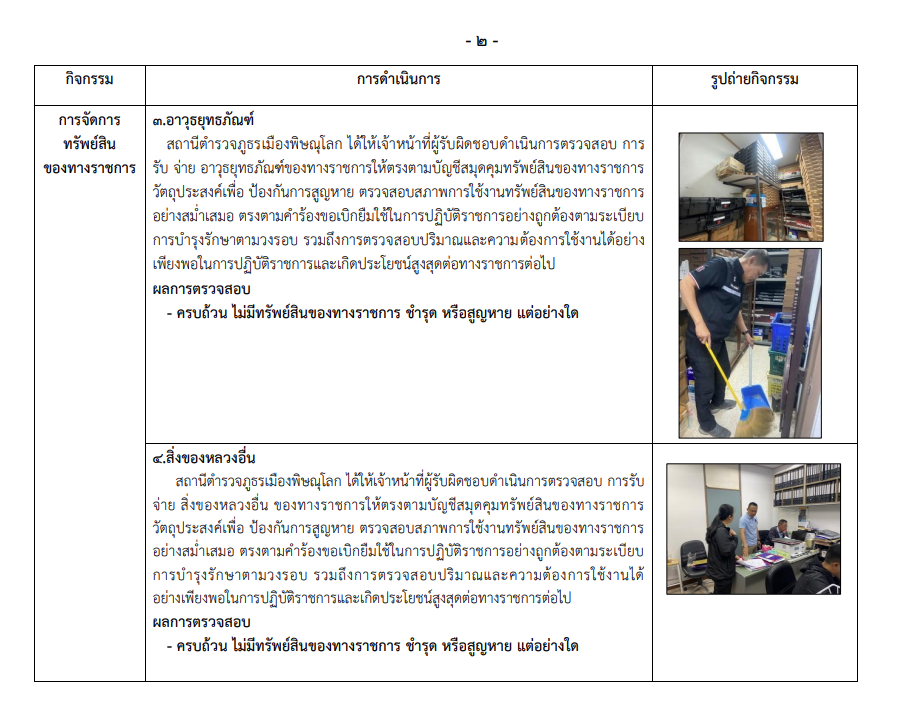 - ๒ -
กิจกรรม
การดำเนินการ
รูปถ่ายกิจกรรม
การจัดการ
ทรัพย์สิน
ของทางราชการ
๓.อาวุธยุทธภัณฑ์
สถานีตำรวจภูธรเมืองพิษณุโลก ได้ให้เจ้าหน้าที่ผู้รับผิดชอบดำเนินการตรวจสอบ การ
รับ จ่าย อาวุธยุทธภัณฑ์ของทางราชการให้ตรงตามบัญชีสมุดคุมทรัพย์สินของทางราชการ
วัตถุประสงค์เพื่อ ป้องกันการสูญหาย ตรวจสอบสภาพการใช้งานทรัพย์สินของทางราชการ
อย่างสม่ำเสมอ ตรงตามคำร้องขอเบิกยืมใช้ในการปฏิบัติราชการอย่างถูกต้องตามระเบียบ
การบำรุงรักษาตามวงรอบ รวมถึงการตรวจสอบปริมาณและความต้องการใช้งานได้อย่าง
เพียงพอในการปฏิบัติราชการและเกิดประโยชน์สูงสุดต่อทางราชการต่อไป
ผลการตรวจสอบ
- ครบถ้วน ไม่มีทรัพย์สินของทางราชการ ชำรุด หรือสูญหาย แต่อย่างใด
๔.สิ่งของหลวงอื่น
สถานีตำรวจภูธรเมืองพิษณุโลก ได้ให้เจ้าหน้าที่ผู้รับผิดชอบดำเนินการตรวจสอบ การรับ
จ่าย สิ่งของหลวงอื่น ของทางราชการให้ตรงตามบัญชีสมุดคุมทรัพย์สินของทางราชการ
วัตถุประสงค์เพื่อ ป้องกันการสูญหาย ตรวจสอบสภาพการใช้งานทรัพย์สินของทางราชการ
อย่างสม่ำเสมอ ตรงตามคำร้องขอเบิกยืมใช้ในการปฏิบัติราชการอย่างถูกต้องตามระเบียบ
การบำรุงรักษาตามวงรอบ รวมถึงการตรวจสอบปริมาณและความต้องการใช้งานได้
อย่างเพียงพอในการปฏิบัติราชการและเกิดประโยชน์สูงสุดต่อทางราชการต่อไป
ผลการตรวจสอบ
- ครบถ้วน ไม่มีทรัพย์สินของทางราชการ ชำรุด หรือสูญหาย แต่อย่างใด